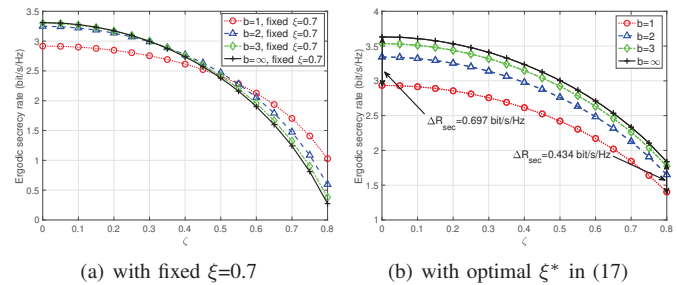 3.5
3
2.5
2
1.5
1
0.5
0
0 0.1 0.2 0.3 0.4 0.5 0.6 0.7 0.8
ζ
Ergodic secrecy rate (bit/s/Hz)
b=1, fixed ξ=0.7
b=2, fixed ξ=0.7
b=3, fixed ξ=0.7
b=∞, fixed ξ=0.7
(a) with fixed ξ=0.7
4
3.5
3
2.5
2
1.5
1
0 0.1 0.2 0.3 0.4 0.5 0.6 0.7 0.8
ζ
Ergodic secrecy rate (bit/s/Hz)
b=1
b=2
b=3
b=∞
ΔR_sec=0.697 bit/s/Hz
ΔR_sec=0.434 bit/s/Hz
(b) with optimal ξ* in (17)